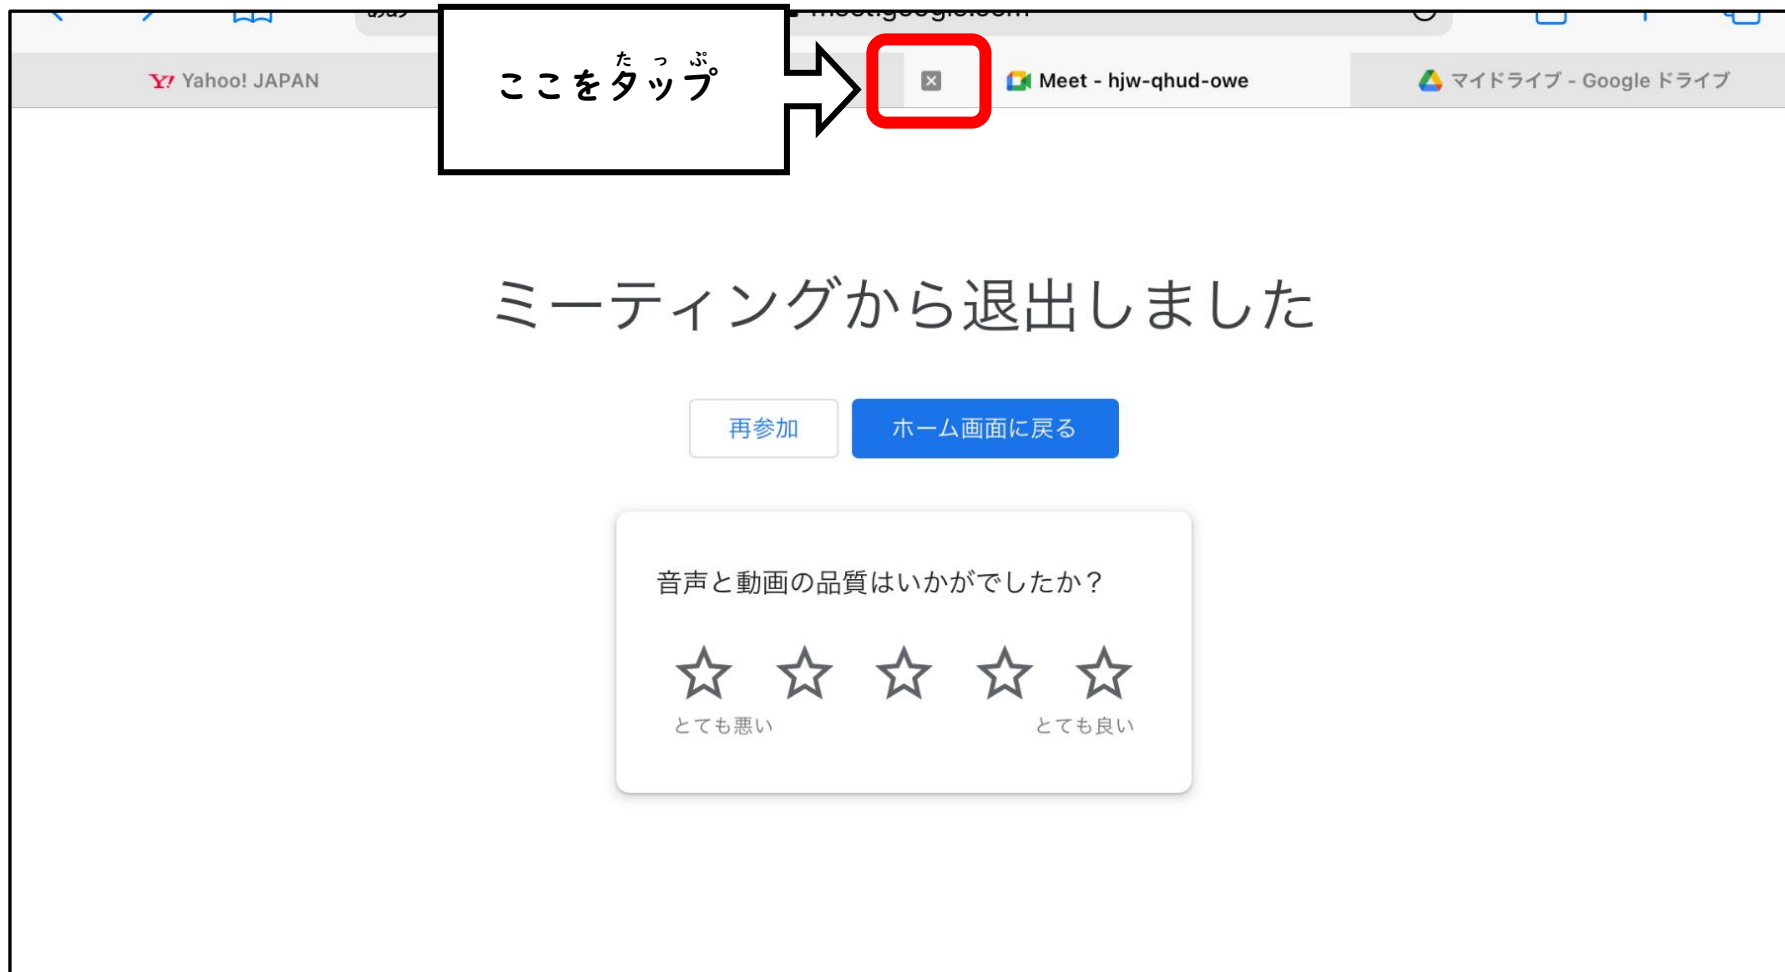 Yahoo! JAPAN
たっぷ
ここをタップ
Meet - hjw-qhud-owe
マイドライブ - Google ドライブ
ミーティングから退出しました
再参加
ホーム画面に戻る
音声と動画の品質はいかがでしたか？
とても悪い
とても良い